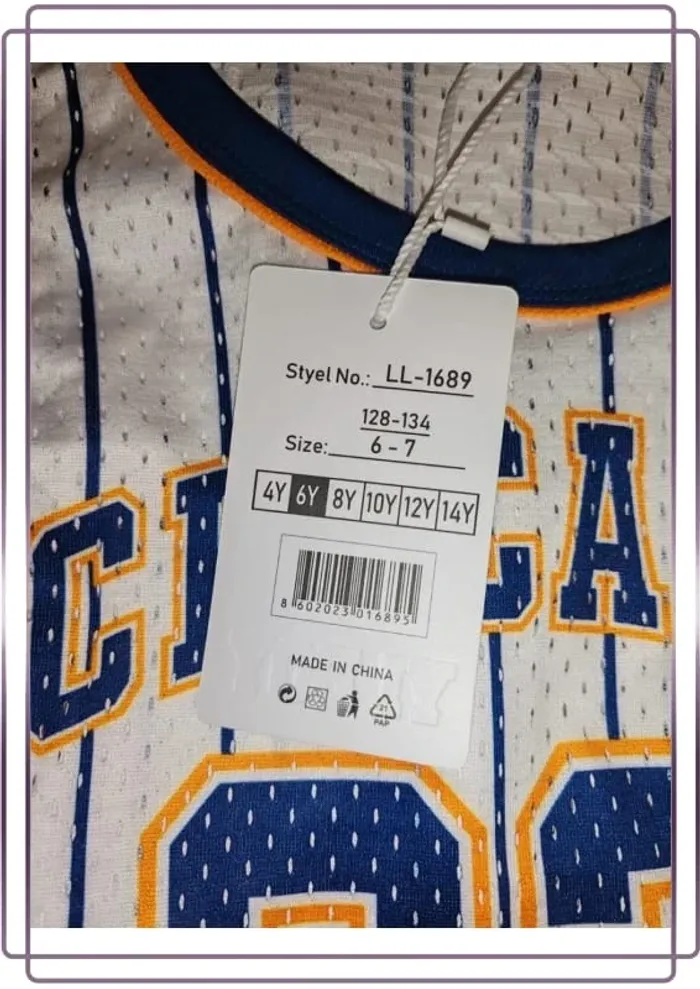 Styel No.: LL-1689
128-134
Size: 6 - 7
4Y 6Y 8Y 10Y 12Y 14Y
8 602023 016895
MADE IN CHINA
21
PAP